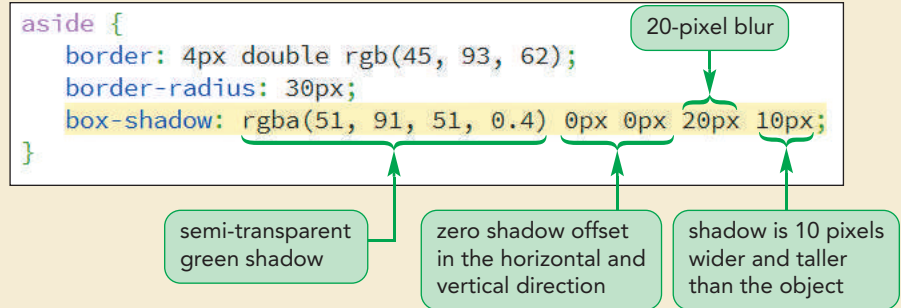 aside {
20-pixel blur
border: 4px double rgb(45, 93, 62);
border-radius: 30px;
box-shadow: rgba(51, 91, 51, 0.4) 0px 0px 20px 10px;
}
semi-transparent
green shadow
zero shadow offset
in the horizontal and
vertical direction
shadow is 10 pixels
wider and taller
than the object